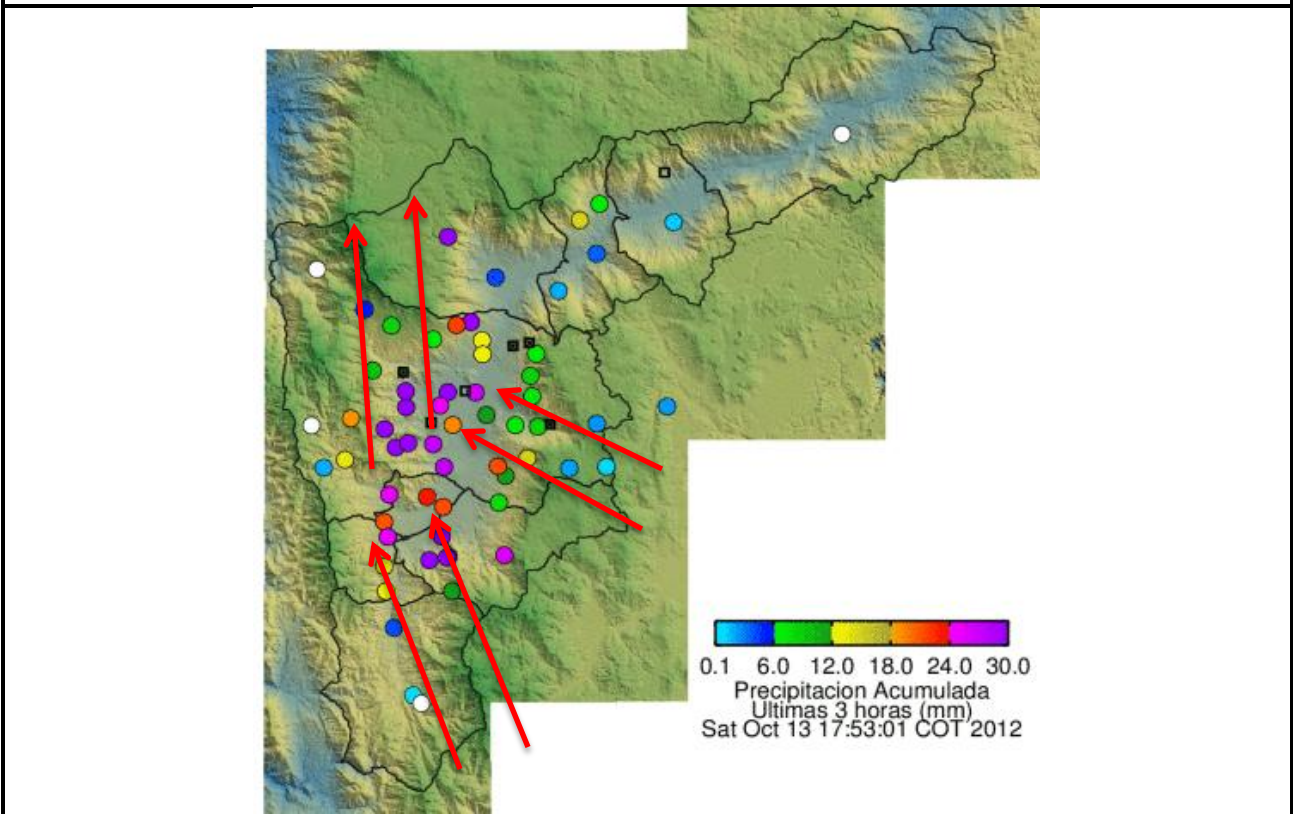 0.1 6.0 12.0 18.0 24.0 30.0
Precipitacion Acumulada
Ultimas 3 horas (mm)
Sat Oct 13 17:53:01 COT 2012